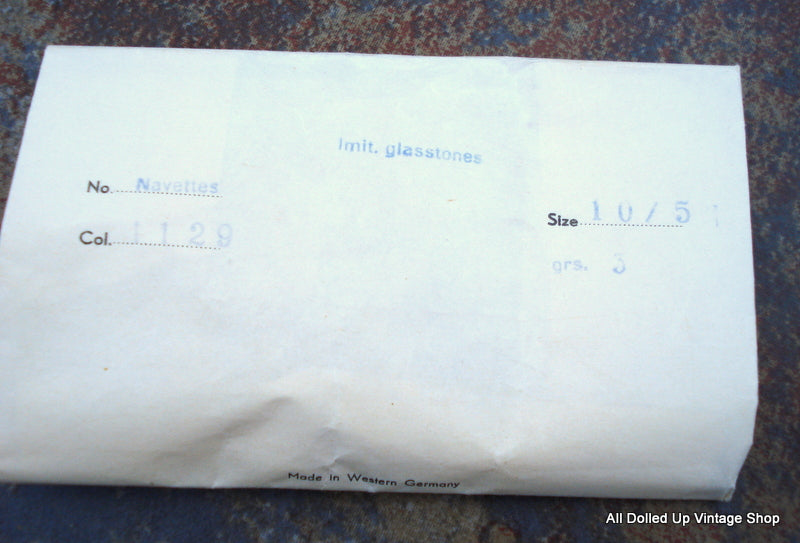 Imit. glasstones
No. Navettes
Size 10/5
Col. 1129
grs. 3
Made in Western Germany
All Dolled Up Vintage Shop